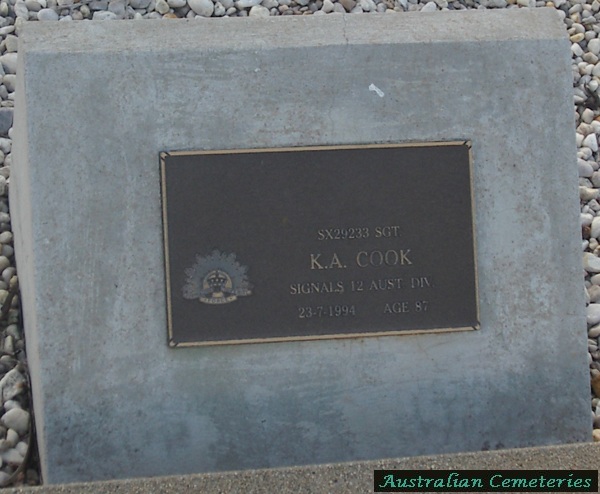 SX29233 SGT
K.A. COOK
SIGNALS 12 AUST DIV
23-7-1994 AGE 87
Australian Cemeteries